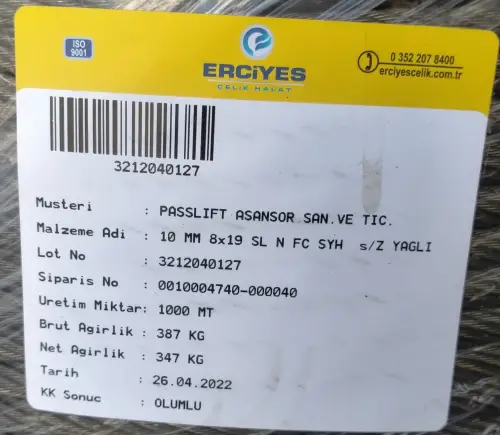 ISO
9001
ERCİYES
ÇELİK HALAT
0 352 207 8400
erciyescelik.com.tr
3212040127
Musteri : PASSLIFT ASANSOR SAN.VE TIC.
Malzeme Adi : 10 MM 8x19 SL N FC SYH s/Z YAGLI
Lot No : 3212040127
Siparis No : 0010004740-000040
Uretim Miktar: 1000 MT
Brut Agirlik : 387 KG
Net Agirlik : 347 KG
Tarih : 26.04.2022
KK Sonuc : OLUMLU